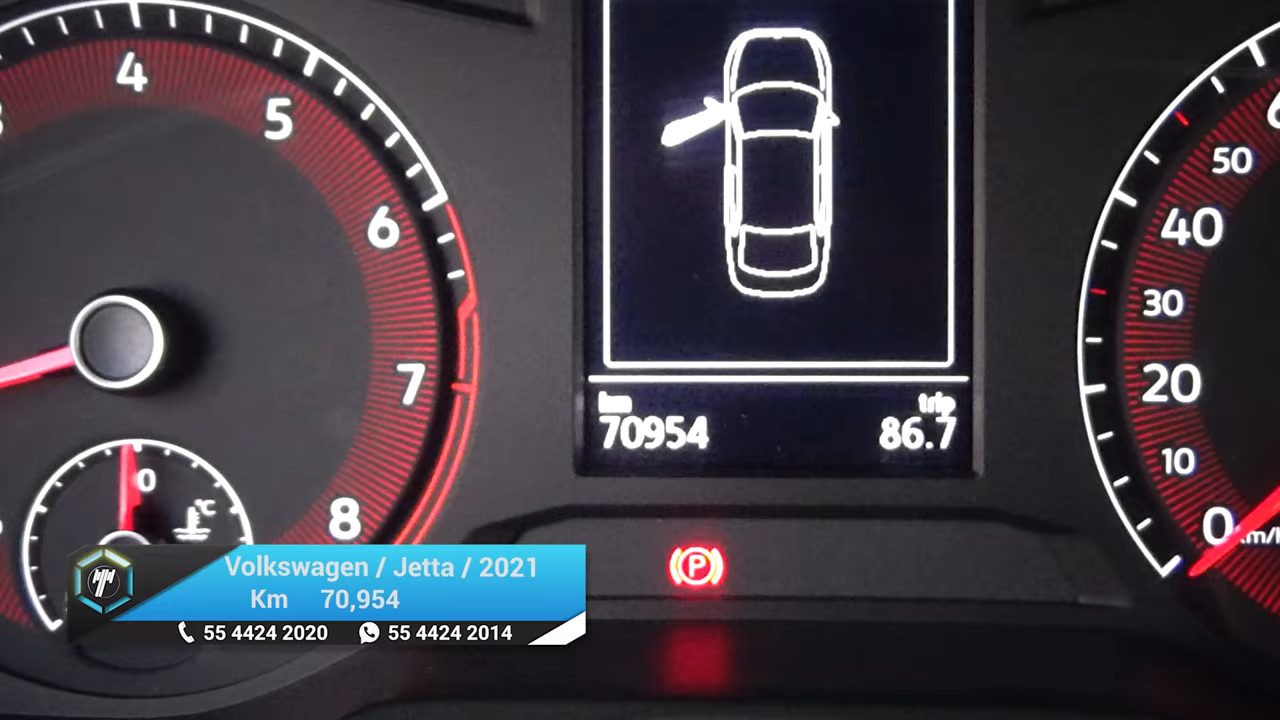 4
5
6
7
8
0
°C
km
trip
70954
86.7
P
50
40
30
20
10
0
km/h
Volkswagen / Jetta / 2021
Km 70,954
55 4424 2020 55 4424 2014